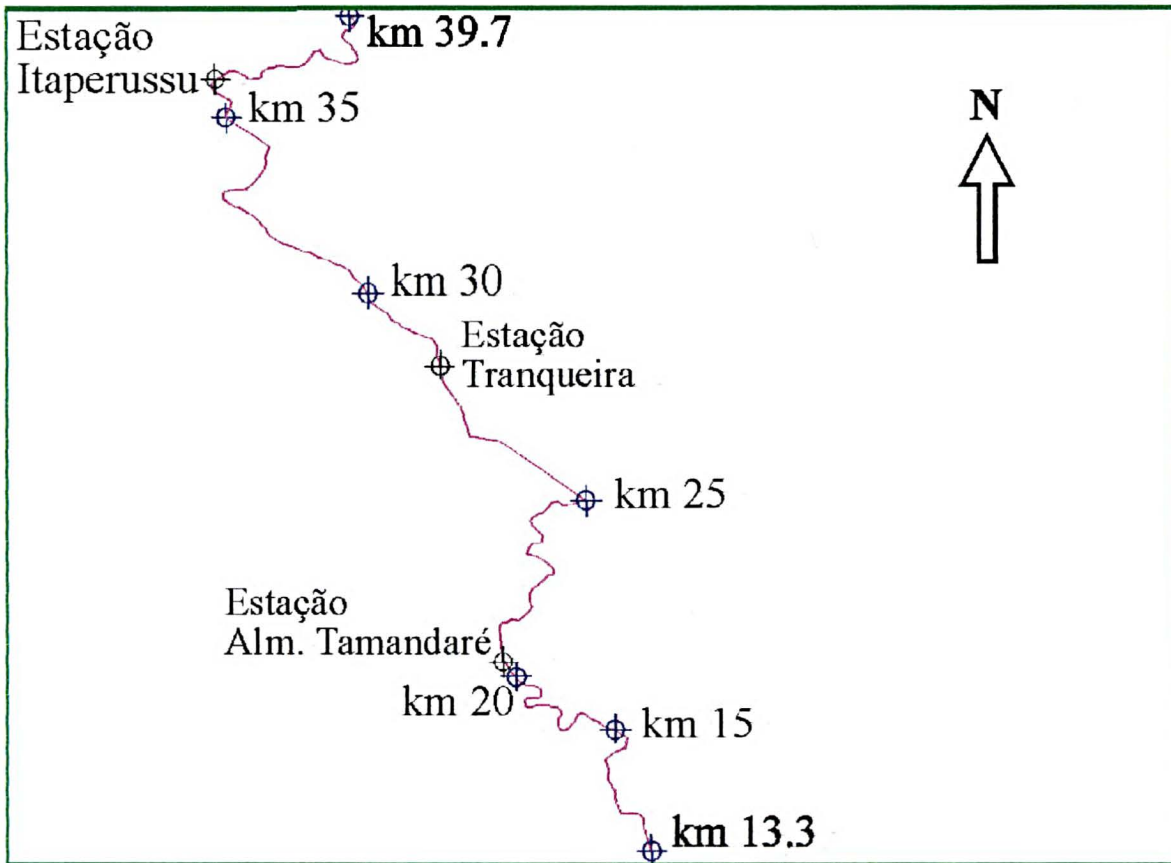 km 39.7
Estação
Itaperussu
km 35
N
km 30
Estação
Tranqueira
km 25
Estação
Alm. Tamandaré
km 20
km 15
km 13.3